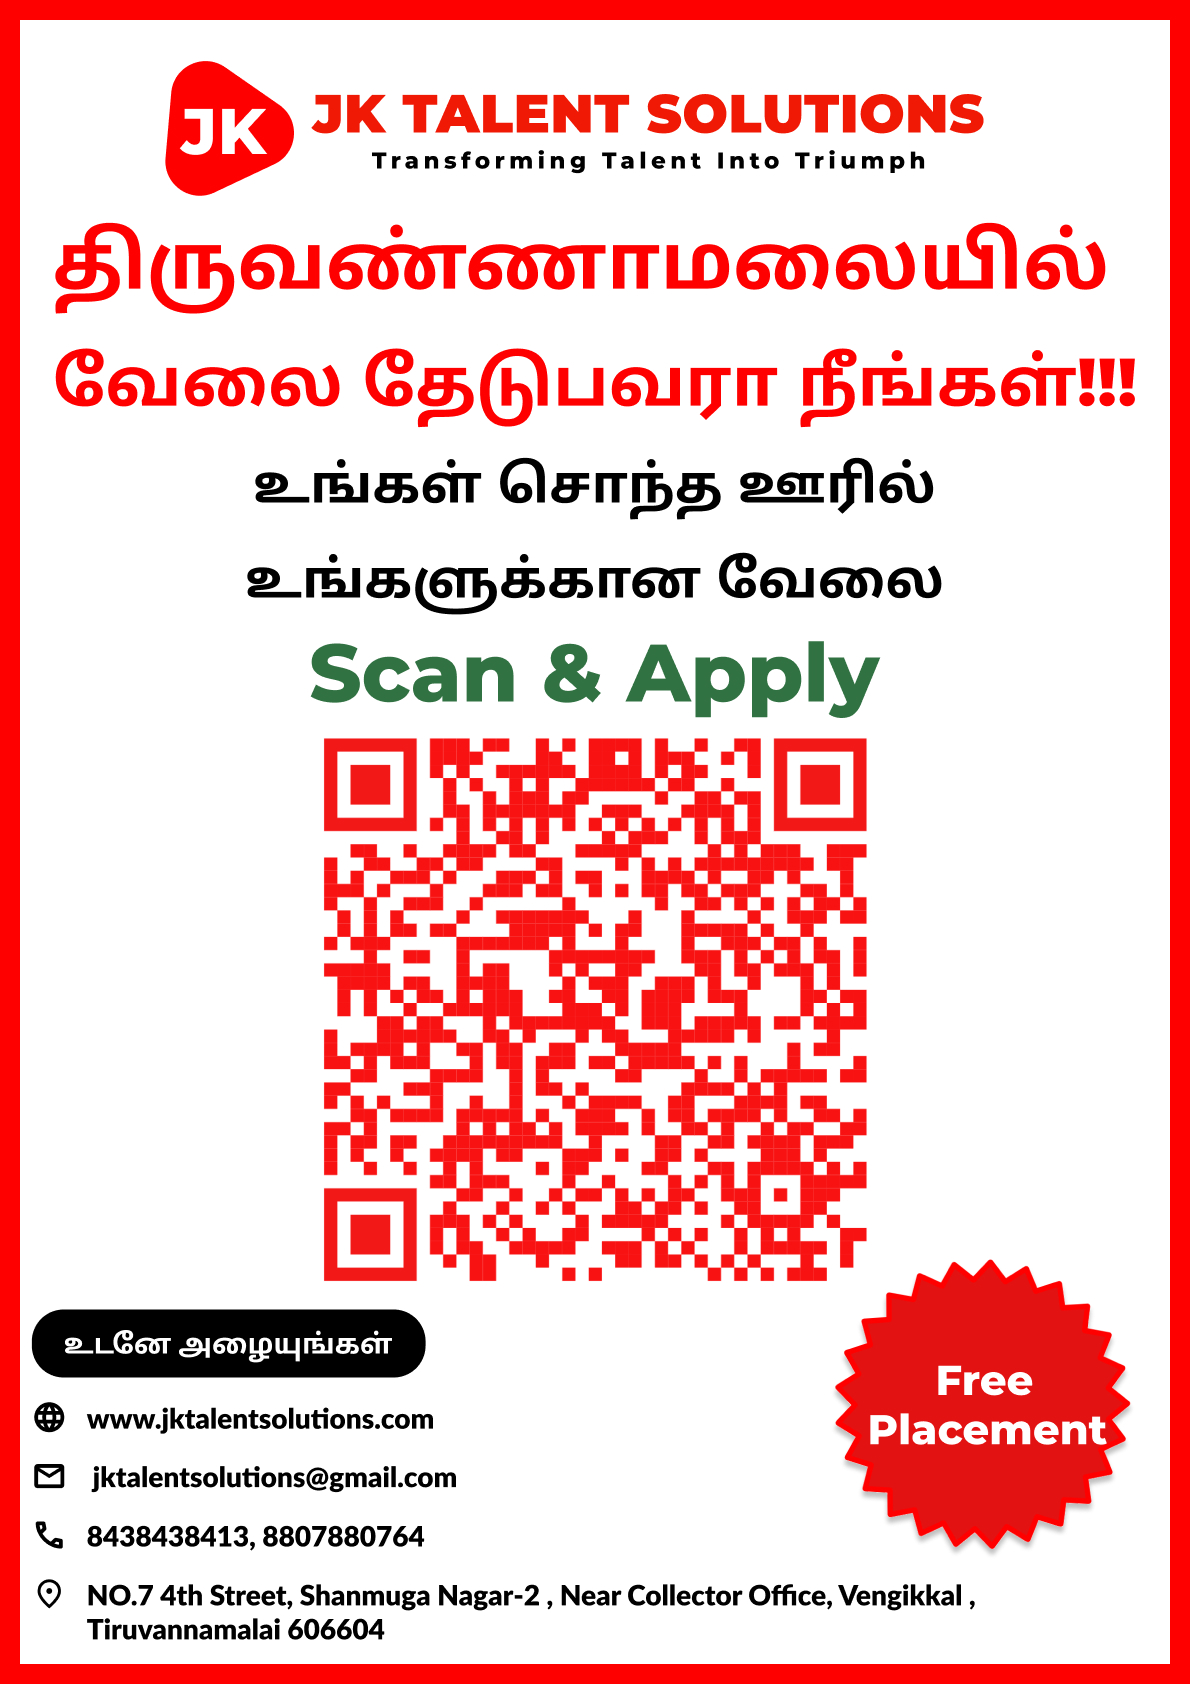 JK
JK TALENT SOLUTIONS
Transforming Talent Into Triumph
திருவண்ணாமலையில்
வேலை தேடுபவரா நீங்கள்!!!
உங்கள் சொந்த ஊரில்
உங்களுக்கான வேலை
Scan & Apply
உடனே அழையுங்கள்
www.jktalentsolutions.com
jktalentsolutions@gmail.com
8438438413, 8807880764
NO.7 4th Street, Shanmuga Nagar-2 , Near Collector Office, Vengikkal ,
Tiruvannamalai 606604
Free
Placement